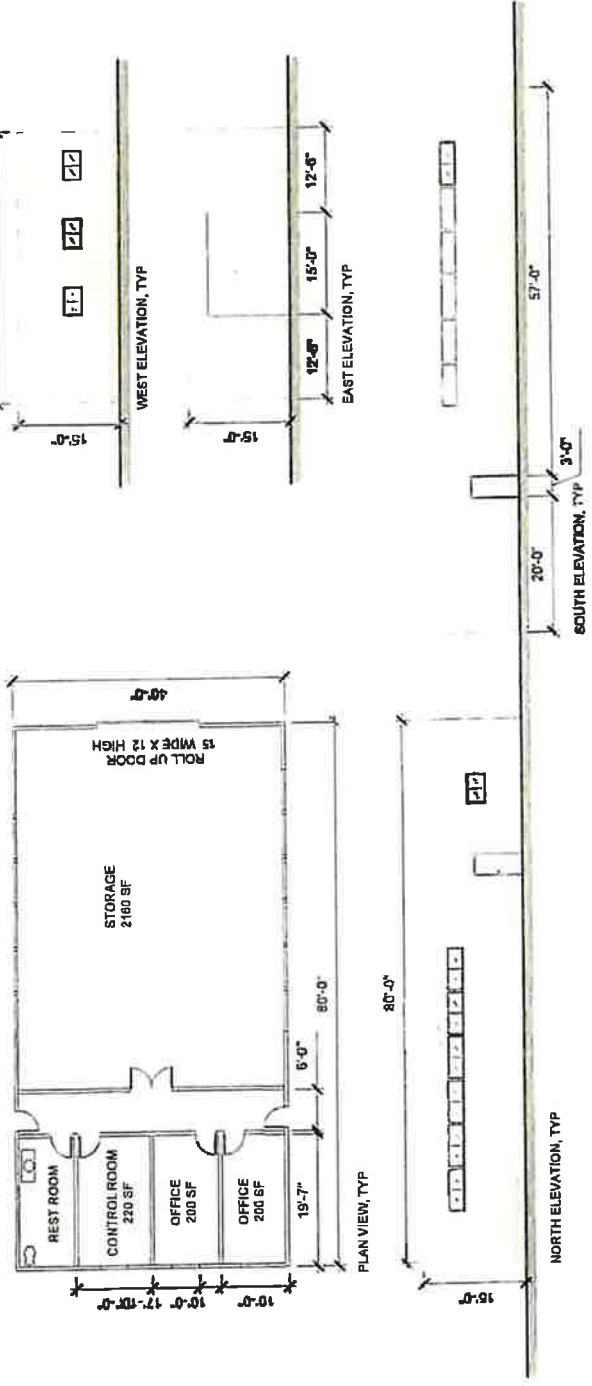 REST ROOM
CONTROL ROOM
220 SF
OFFICE
200 SF
OFFICE
200 SF
STORAGE
2160 SF
ROLL UP DOOR
15 WIDE X 12 HIGH
40'-0"
6'-0"
19'-7"
10'-0"
10'-0"
PLAN VIEW, TYP
15'-0"
WEST ELEVATION, TYP
15'-0"
12'-6"
15'-0"
12'-6"
EAST ELEVATION, TYP
80'-0"
15'-0"
NORTH ELEVATION, TYP
20'-0"
3'-0"
57'-0"
SOUTH ELEVATION, TYP